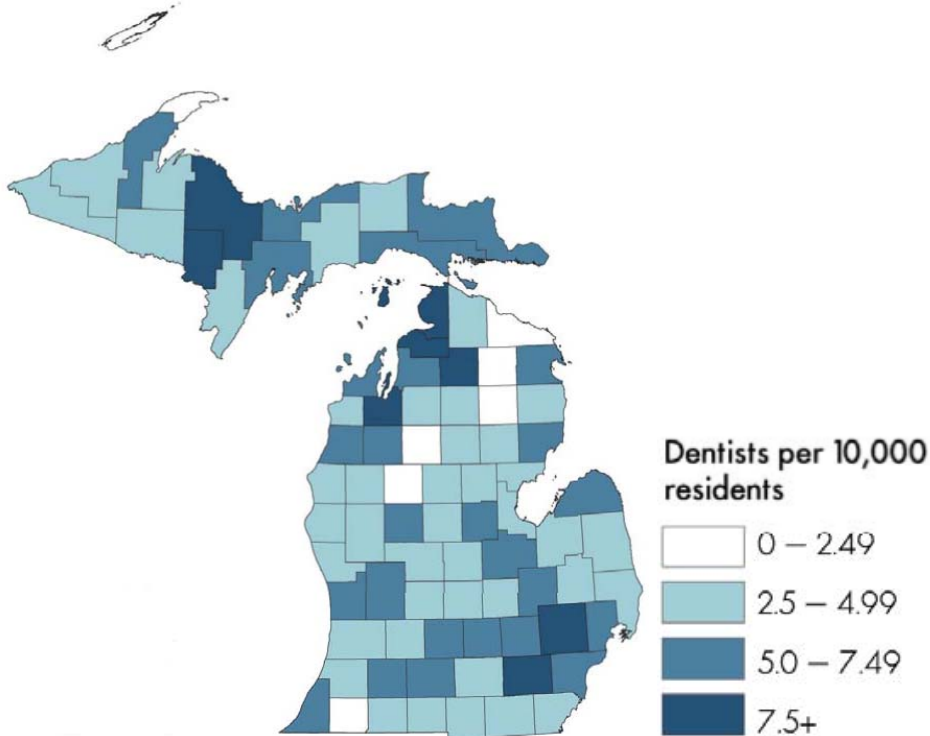 Dentists per 10,000
residents
0 – 2.49
2.5 – 4.99
5.0 – 7.49
7.5+